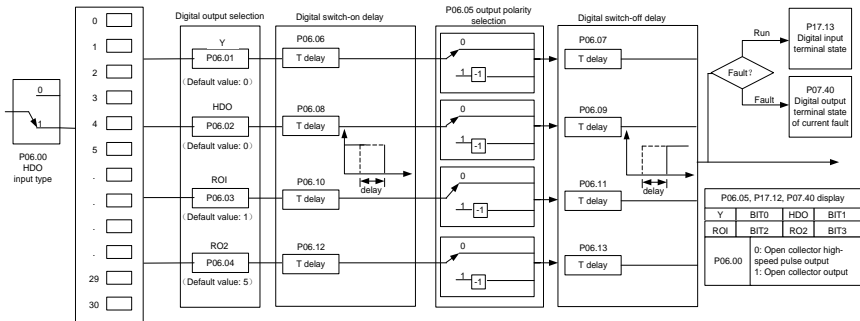 Digital output selection
Digital switch-on delay
P06.05 output polarity
selection
Digital switch-off delay
0
1
2
3
4
5
.
.
.
.
29
30
0
1
P06.00
HDO
input type
Y
P06.01
(Default value: 0)
HDO
P06.02
(Default value: 0)
ROI
P06.03
(Default value: 1)
RO2
P06.04
(Default value: 5)
P06.06
T delay
P06.08
T delay
delay
P06.10
T delay
P06.12
T delay
0
1
-1
0
1
-1
0
1
-1
0
1
-1
P06.07
T delay
P06.09
T delay
delay
P06.11
T delay
P06.13
T delay
Run
Fault?
Fault
P17.13
Digital input
terminal state
P07.40
Digital output
terminal state
of current fault
P06.05, P17.12, P07.40 display
Y BIT0 HDO BIT1
ROI BIT2 RO2 BIT3
P06.00
0: Open collector high-
speed pulse output
1: Open collector output